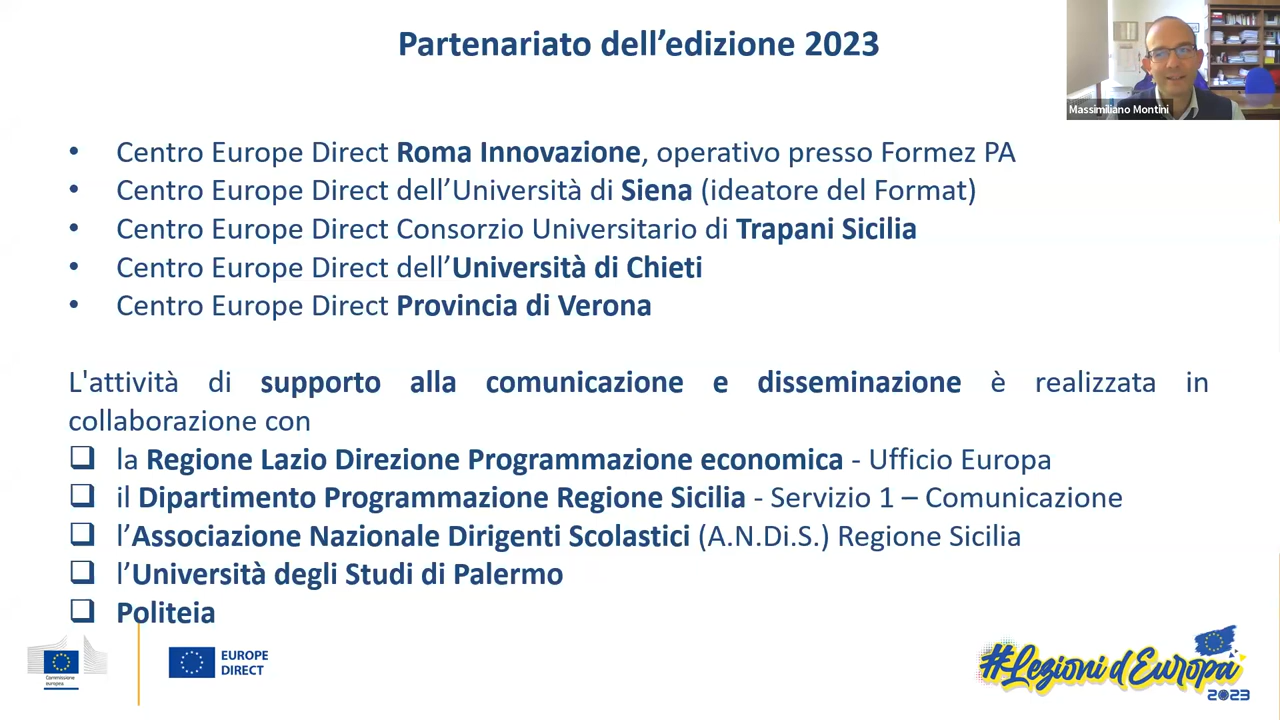 Partenariato dell’edizione 2023
Massimiliano Montini
• Centro Europe Direct Roma Innovazione, operativo presso Formez PA
• Centro Europe Direct dell’Università di Siena (ideatore del Format)
• Centro Europe Direct Consorzio Universitario di Trapani Sicilia
• Centro Europe Direct dell’Università di Chieti
• Centro Europe Direct Provincia di Verona
L'attività di supporto alla comunicazione e disseminazione è realizzata in
collaborazione con
❑ la Regione Lazio Direzione Programmazione economica - Ufficio Europa
❑ il Dipartimento Programmazione Regione Sicilia - Servizio 1 – Comunicazione
❑ l’Associazione Nazionale Dirigenti Scolastici (A.N.Di.S.) Regione Sicilia
❑ l’Università degli Studi di Palermo
❑ Politeia
Commissione
europea
EUROPE
DIRECT
#Lezioni d'Europa
2023